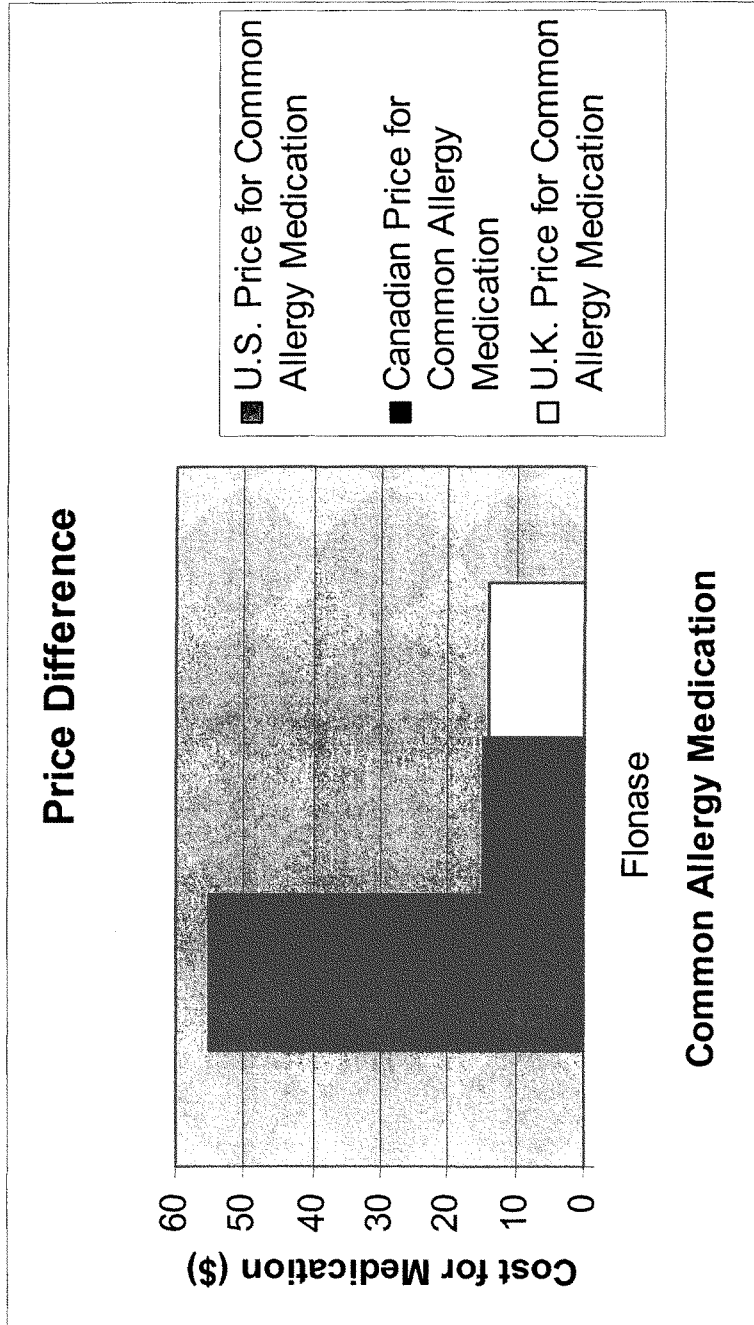 Price Difference
60
50
40
30
20
10
0
Cost for Medication ($)
Flonase
Common Allergy Medication
U.S. Price for Common
Allergy Medication
Canadian Price for
Common Allergy
Medication
U.K. Price for Common
Allergy Medication